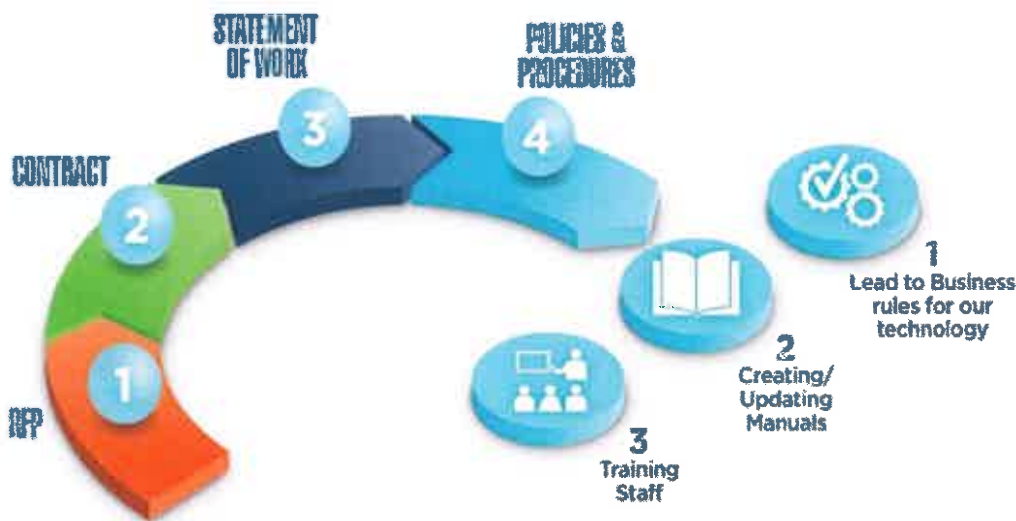 STATEMENT
OF WORK
POLICIES &
PROCEDURES
3
4
CONTRACT
2
1
Lead to Business
rules for our
technology
1
RFP
2
Creating/
Updating
Manuals
3
Training
Staff